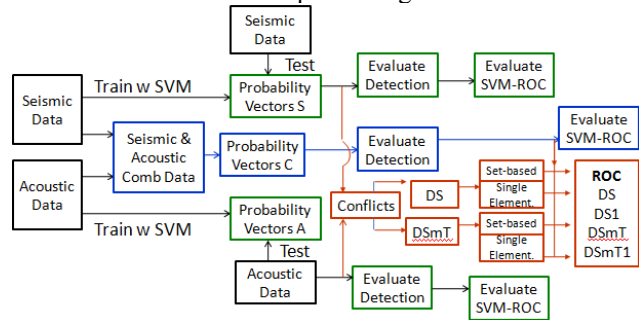 Seismic
Data
Test
Evaluate
Detection
Evaluate
SVM-ROC
Train w SVM
Probability
Vectors S
Seismic
Data
Seismic &
Acoustic
Comb Data
Probability
Vectors C
Evaluate
Detection
Evaluate
SVM-ROC
Acoustic
Data
Conflicts
DS
Set-based
Single
Element.
DSmT
Set-based
Single
Element.
ROC
DS
DS1
DSmT
DSmT1
Train w SVM
Probability
Vectors A
Test
Acoustic
Data
Evaluate
Detection
Evaluate
SVM-ROC